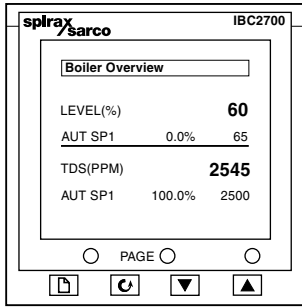 spirax sarco IBC2700
Boiler Overview
LEVEL(%) 60
AUT SP1 0.0% 65
TDS(PPM) 2545
AUT SP1 100.0% 2500
PAGE